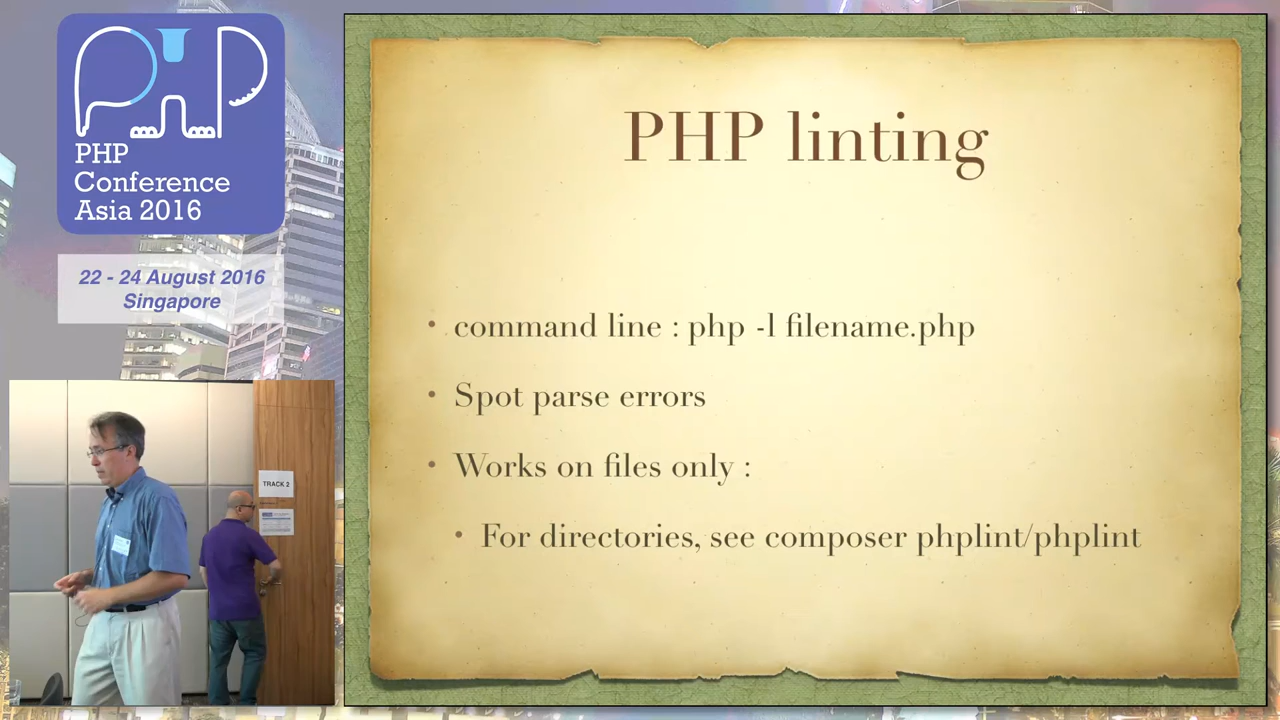 PHP
Conference
Asia 2016
22 - 24 August 2016
Singapore
TRACK 2
PHP linting
• command line : php -l filename.php
• Spot parse errors
• Works on files only :
• For directories, see composer phplint/phplint